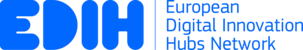 EDIH
European
Digital Innovation
Hubs Network